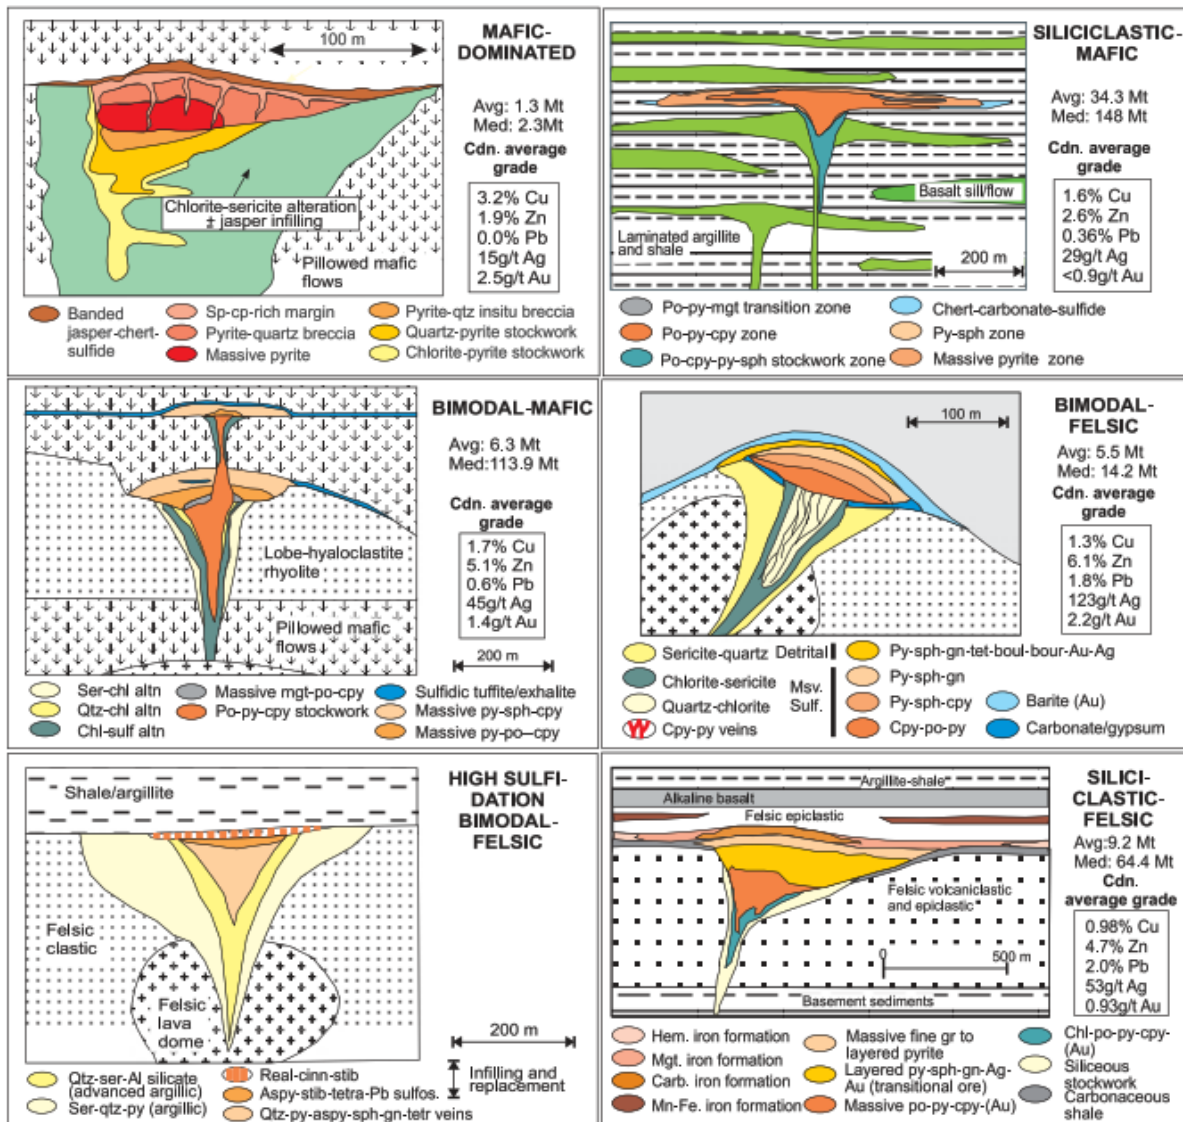 MAFIC-
DOMINATED
100 m
Avg: 1.3 Mt
Med: 2.3Mt
Cdn. average
grade
3.2% Cu
1.9% Zn
0.0% Pb
15g/t Ag
2.5g/t Au
Chlorite-sericite alteration
± jasper infilling
Pillowed mafic
flows
Banded
jasper-chert-
sulfide
Sp-cp-rich margin
Pyrite-quartz breccia
Massive pyrite
Pyrite-qtz insitu breccia
Quartz-pyrite stockwork
Chlorite-pyrite stockwork
SILICICLASTIC-
MAFIC
Avg: 34.3 Mt
Med: 148 Mt
Cdn. average
grade
1.6% Cu
2.6% Zn
0.36% Pb
29g/t Ag
<0.9g/t Au
Basalt sill/flow
Laminated argillite
and shale
200 m
Po-py-mgt transition zone
Po-py-cpy zone
Po-cpy-py-sph stockwork zone
Chert-carbonate-sulfide
Py-sph zone
Massive pyrite zone
BIMODAL-MAFIC
Avg: 6.3 Mt
Med:113.9 Mt
Cdn. average
grade
1.7% Cu
5.1% Zn
0.6% Pb
45g/t Ag
1.4g/t Au
Lobe-hyaloclastite
rhyolite
Pillowed mafic
flows
200 m
Ser-chl altn
Qtz-chl altn
Chl-sulf altn
Massive mgt-po-cpy
Po-py-cpy stockwork
Sulfidic tuffite/exhalite
Massive py-sph-cpy
Massive py-po--cpy
BIMODAL-
FELSIC
100 m
Avg: 5.5 Mt
Med: 14.2 Mt
Cdn. average
grade
1.3% Cu
6.1% Zn
1.8% Pb
123g/t Ag
2.2g/t Au
Sericite-quartz
Chlorite-sericite
Quartz-chlorite
Cpy-py veins
Detrital
Msv.
Sulf.
Py-sph-gn-tet-boul-bour-Au-Ag
Py-sph-gn
Py-sph-cpy
Cpy-po-py
Barite (Au)
Carbonate/gypsum
HIGH SULFI-
DATION
BIMODAL-
FELSIC
Shale/argillite
Felsic
clastic
Felsic
lava
dome
200 m
Infilling and
replacement
Qtz-ser-Al silicate
(advanced argillic)
Ser-qtz-py (argillic)
Real-cinn-stib
Aspy-stib-tetra-Pb sulfos.
Qtz-py-aspy-sph-gn-tetr veins
SILICI-
CLASTIC-
FELSIC
Argillite-shale
Alkaline basalt
Felsic epiclastic
Avg:9.2 Mt
Med: 64.4 Mt
Cdn.
average grade
0.98% Cu
4.7% Zn
2.0% Pb
53g/t Ag
0.93g/t Au
Felsic volcaniclastic
and epiclastic
0 500 m
Basement sediments
Hem. iron formation
Mgt. iron formation
Carb. iron formation
Mn-Fe. iron formation
Massive fine gr to
layered pyrite
Layered py-sph-gn-Ag-
Au (transitional ore)
Massive po-py-cpy-(Au)
Chl-po-py-cpy-
(Au)
Siliceous
stockwork
Carbonaceous
shale